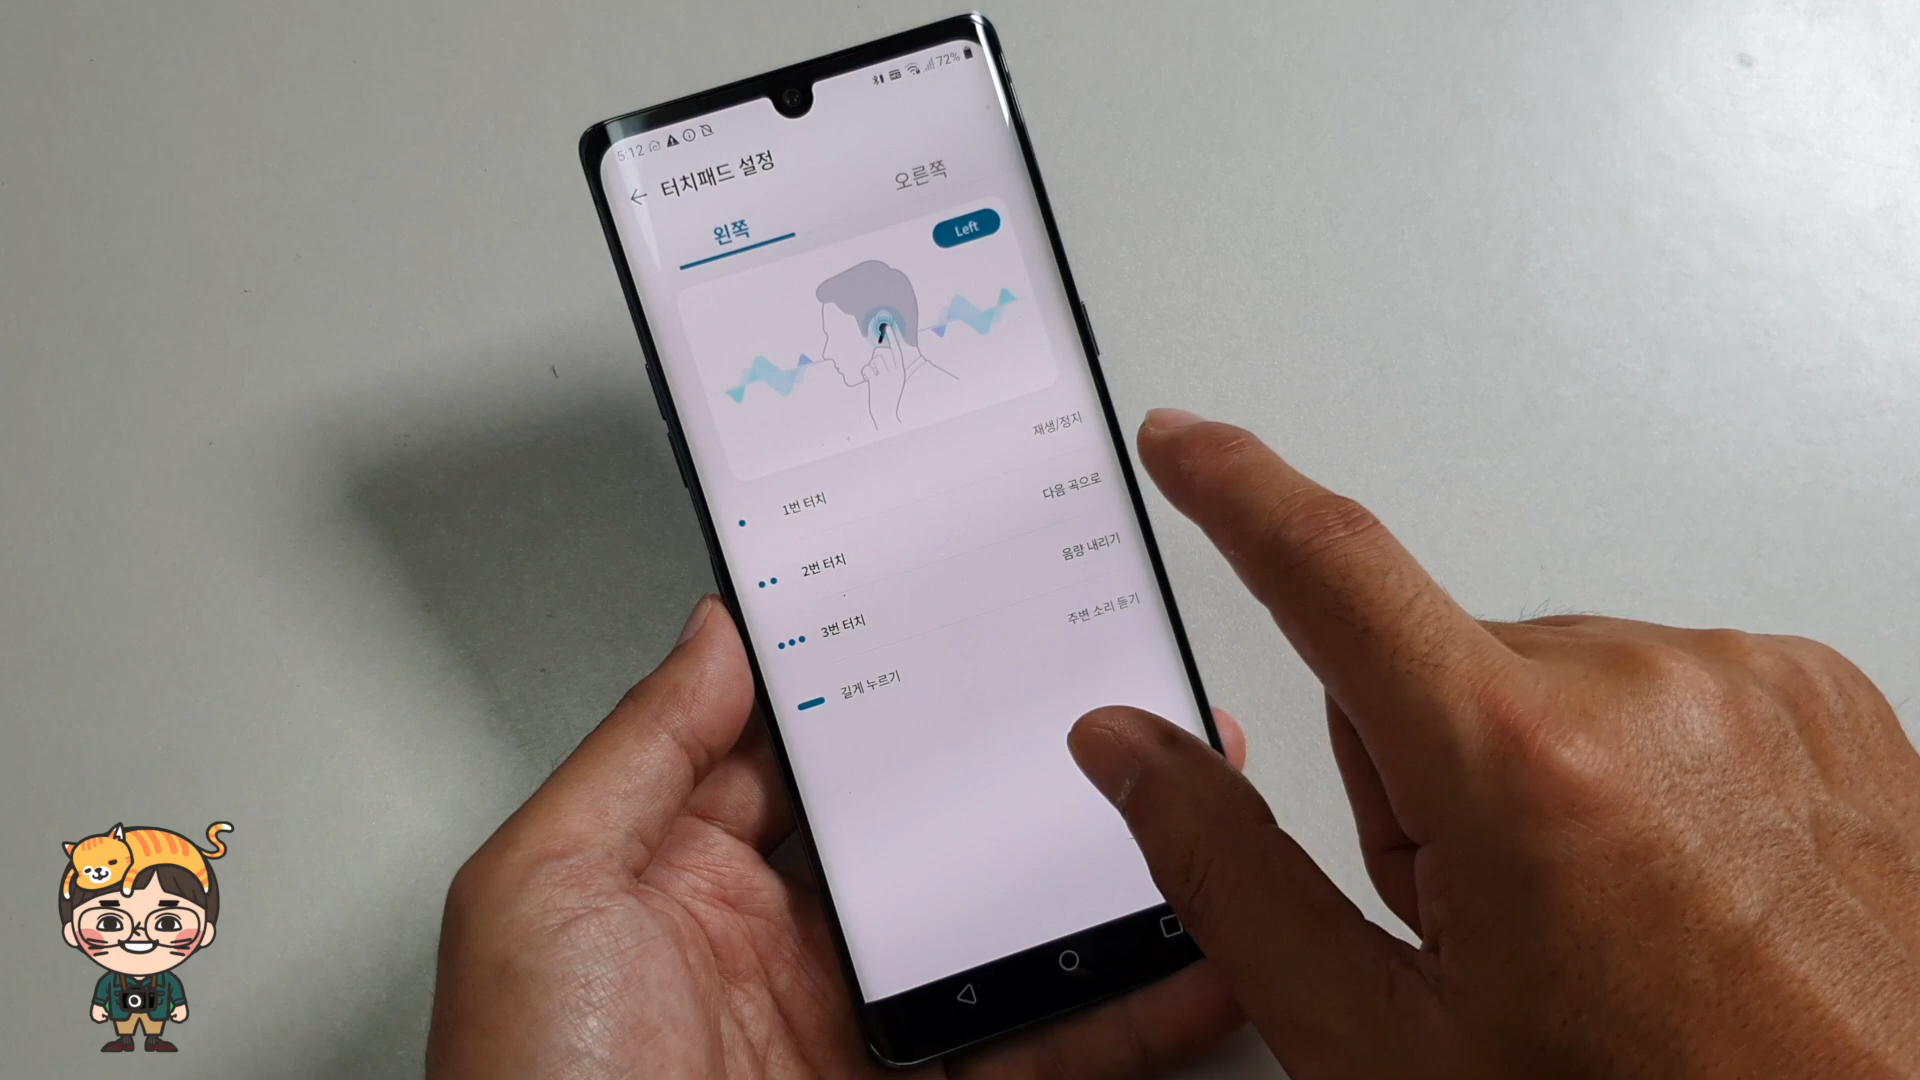 5:12
72%
터치패드 설정
왼쪽
오른쪽
Left
1번 터치
재생/정지
2번 터치
다음 곡으로
3번 터치
음량 내리기
길게 누르기
주변 소리 듣기